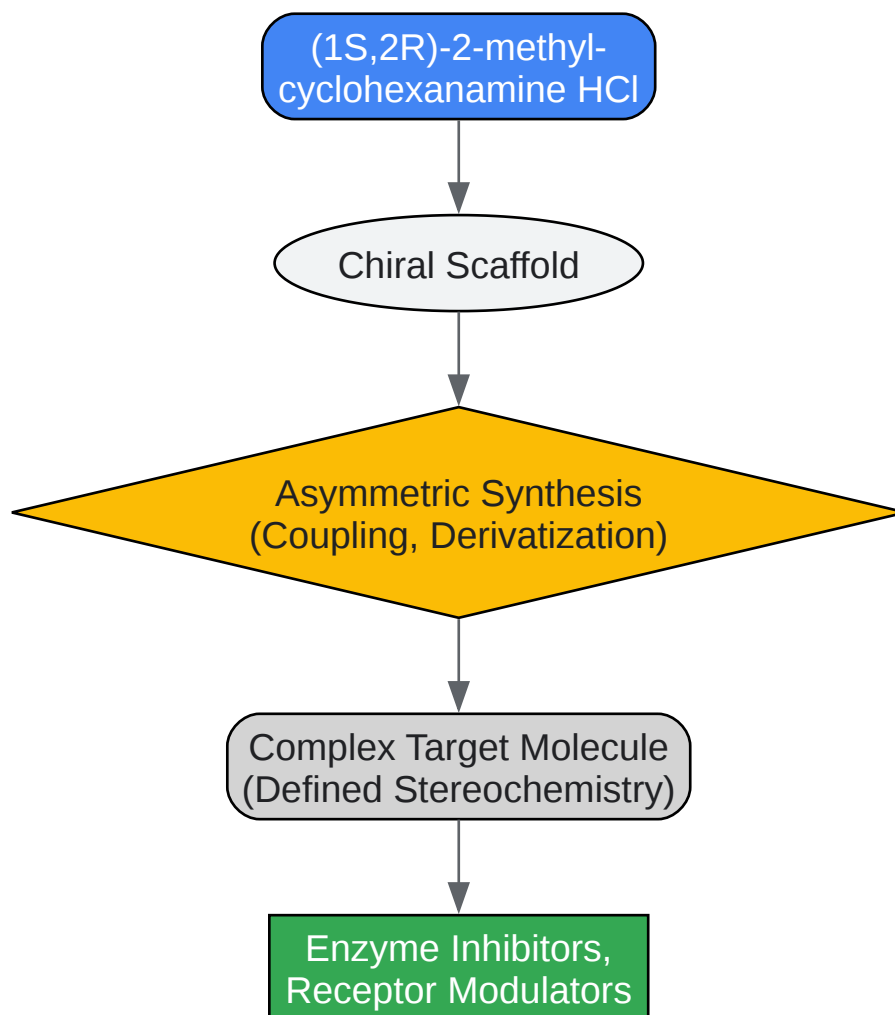 (1S,2R)-2-methyl-
cyclohexanamine HCl
Chiral Scaffold
Asymmetric Synthesis
(Coupling, Derivatization)
Complex Target Molecule
(Defined Stereochemistry)
Enzyme Inhibitors,
Receptor Modulators